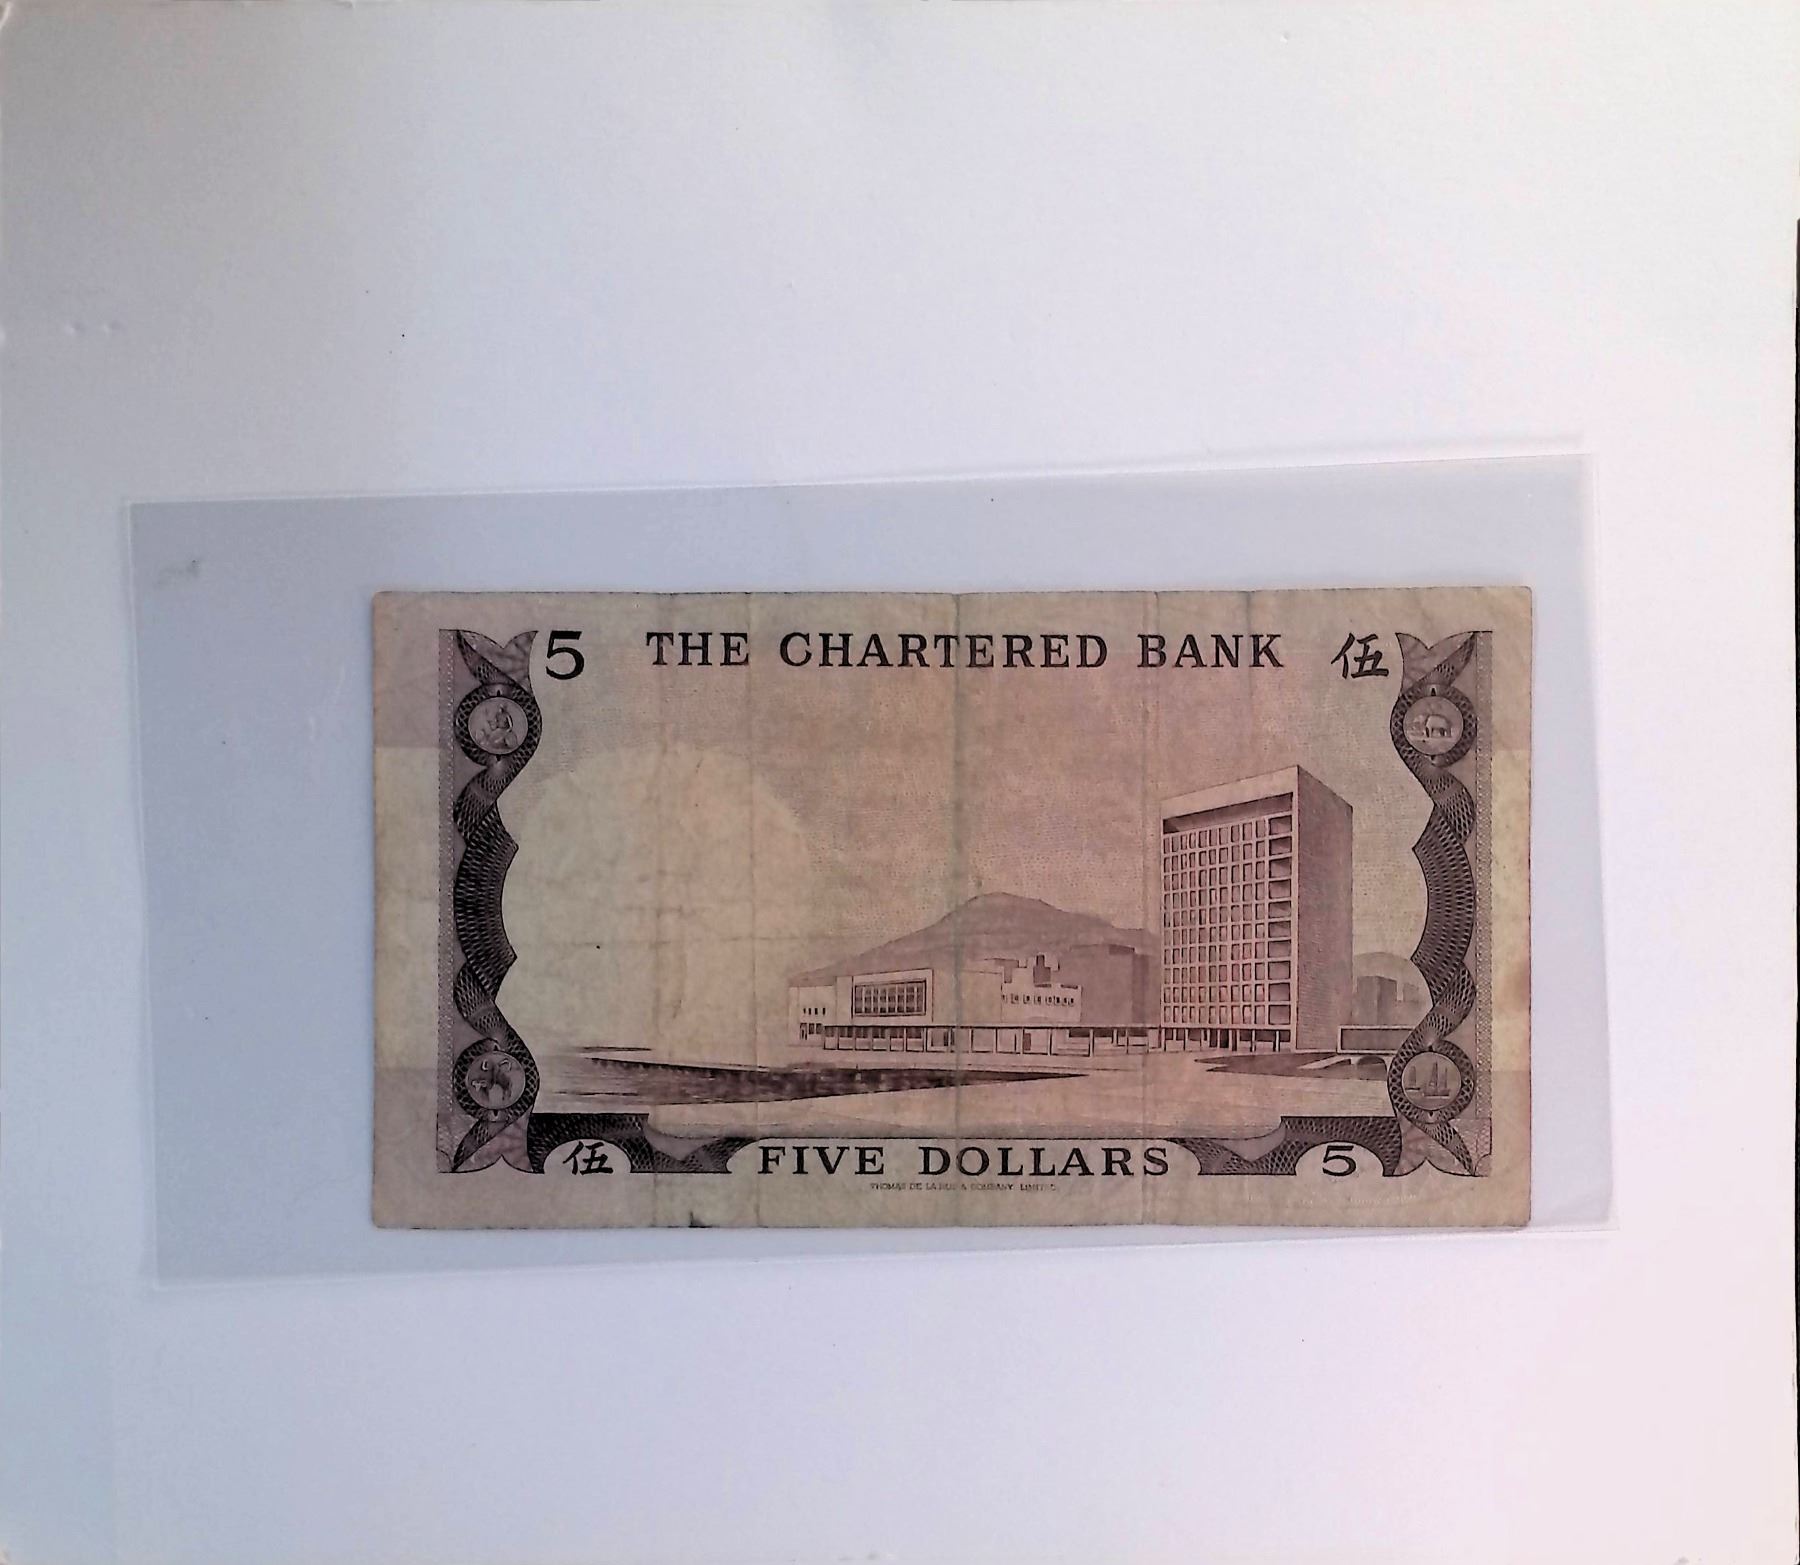 5 THE CHARTERED BANK 伍
伍 FIVE DOLLARS 5
THOMAS DE LA RUE & COMPANY LIMITED